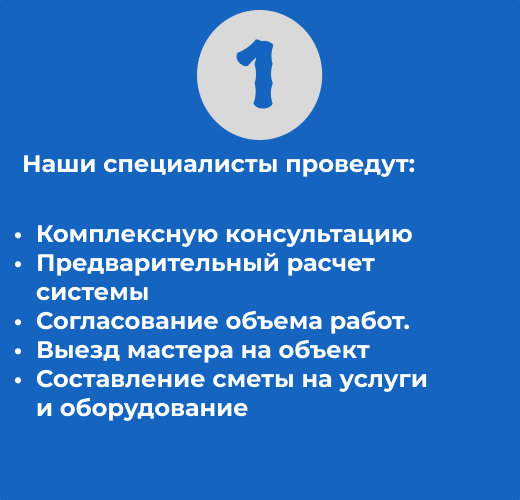 1
Наши специалисты проведут:
• Комплексную консультацию
• Предварительный расчет
системы
• Согласование объема работ.
• Выезд мастера на объект
• Составление сметы на услуги
и оборудование